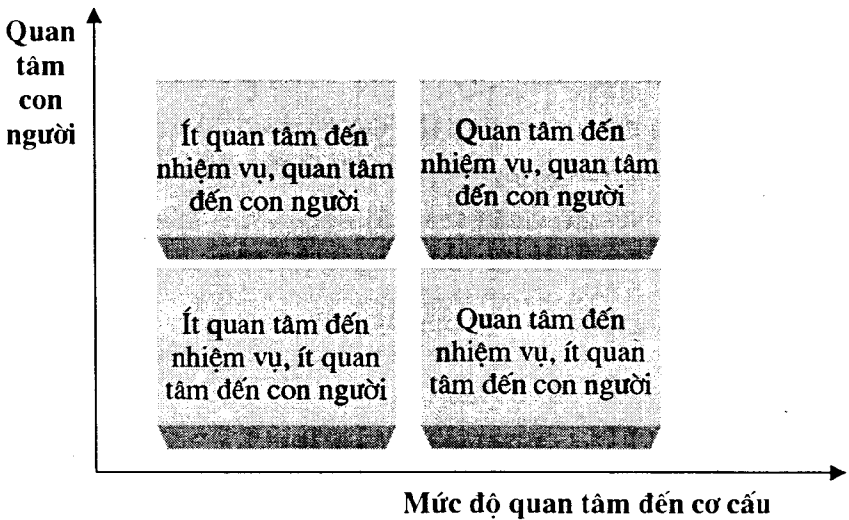 Quan
tâm
con
người
Ít quan tâm đến
nhiệm vụ, quan tâm
đến con người
Quan tâm đến
nhiệm vụ, quan tâm
đến con người
Ít quan tâm đến
nhiệm vụ, ít quan
tâm đến con người
Quan tâm đến
nhiệm vụ, ít quan
tâm đến con người
Mức độ quan tâm đến cơ cấu